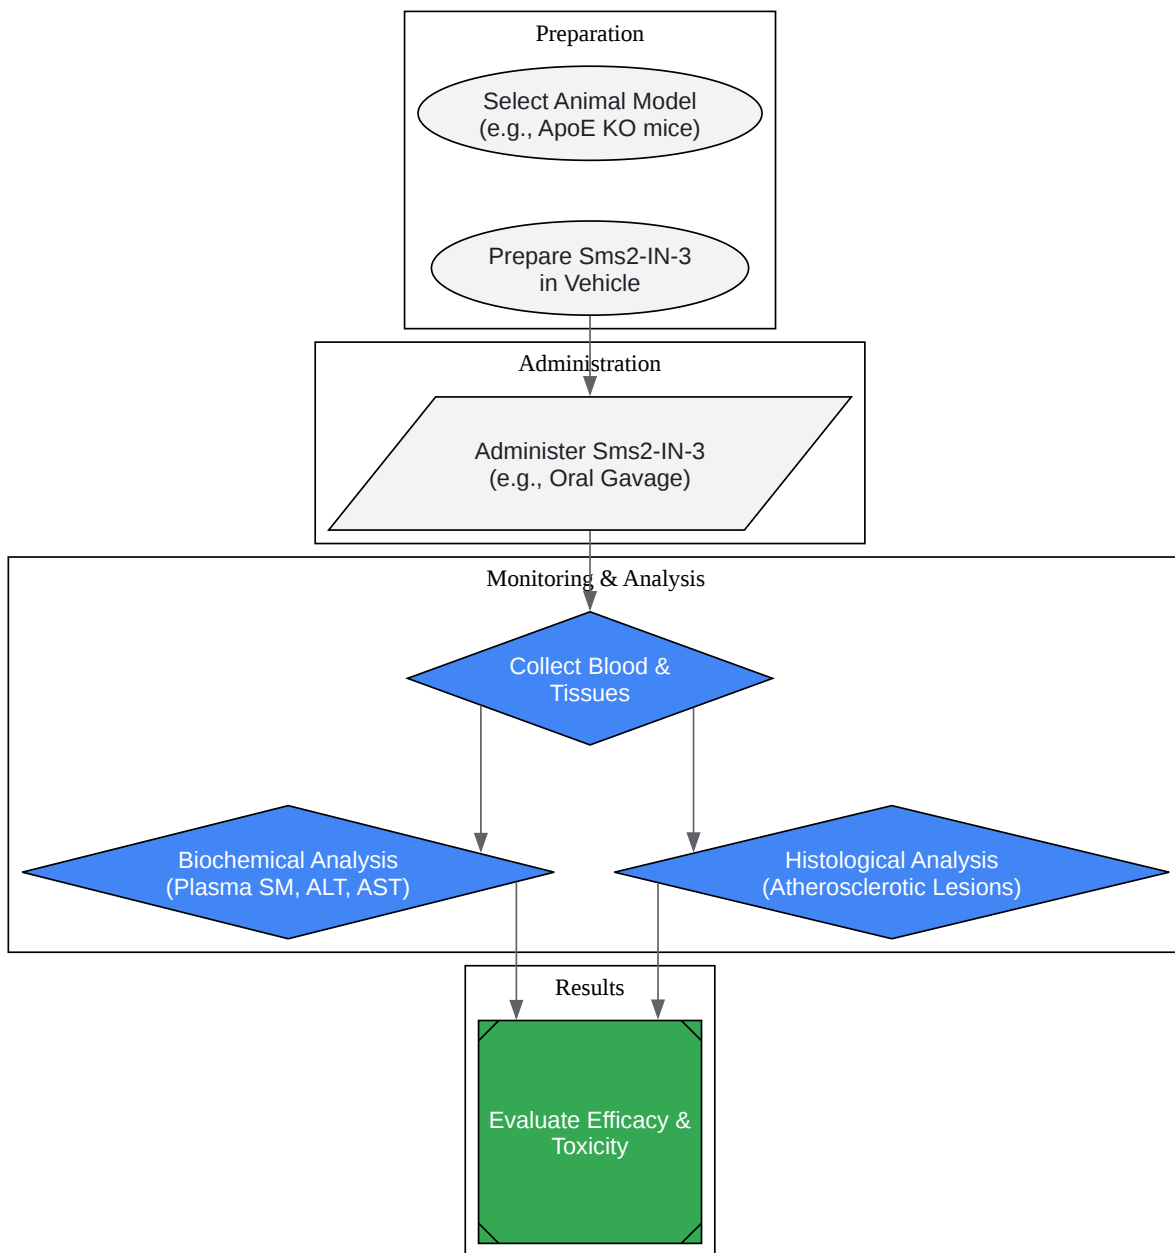 Preparation
Select Animal Model
(e.g., ApoE KO mice)
Prepare Sms2-IN-3
in Vehicle
Administration
Administer Sms2-IN-3
(e.g., Oral Gavage)
Monitoring & Analysis
Collect Blood &
Tissues
Biochemical Analysis
(Plasma SM, ALT, AST)
Histological Analysis
(Atherosclerotic Lesions)
Results
Evaluate Efficacy &
Toxicity